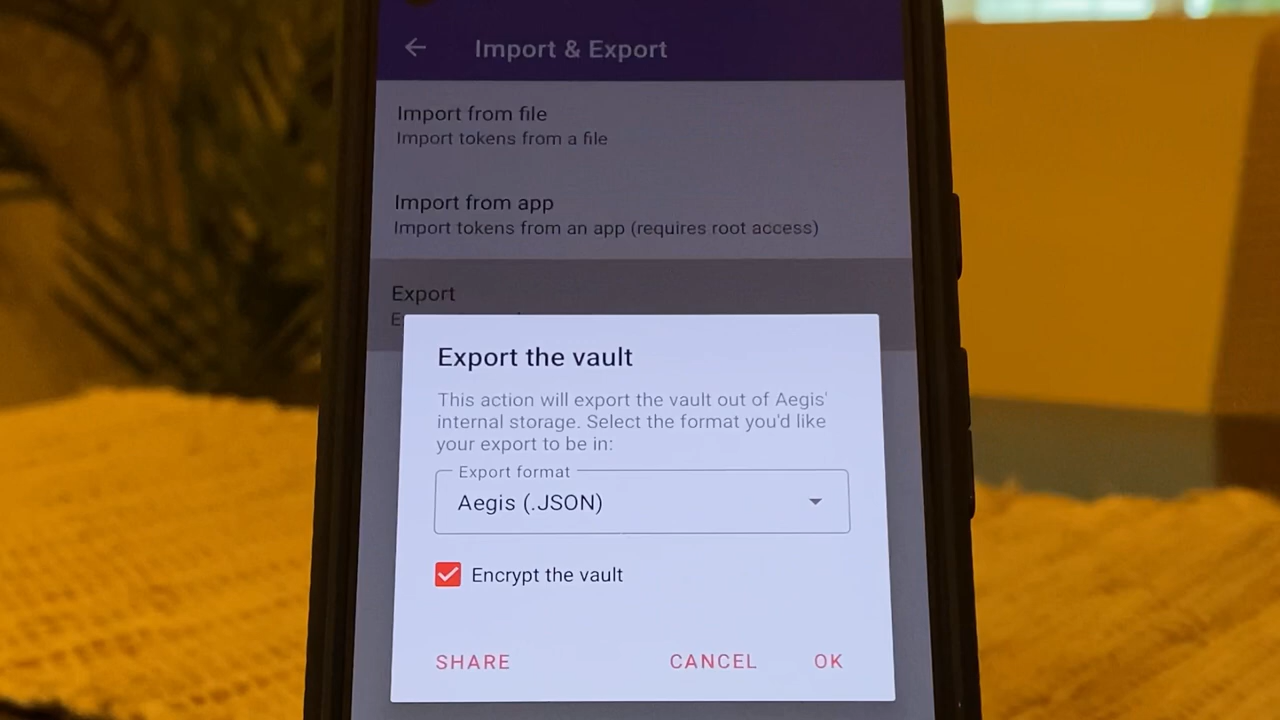 Import & Export
Import from file
Import tokens from a file
Import from app
Import tokens from an app (requires root access)
Export
Export the vault
This action will export the vault out of Aegis'
internal storage. Select the format you'd like
your export to be in:
Export format
Aegis (.JSON)
Encrypt the vault
SHARE
CANCEL
OK